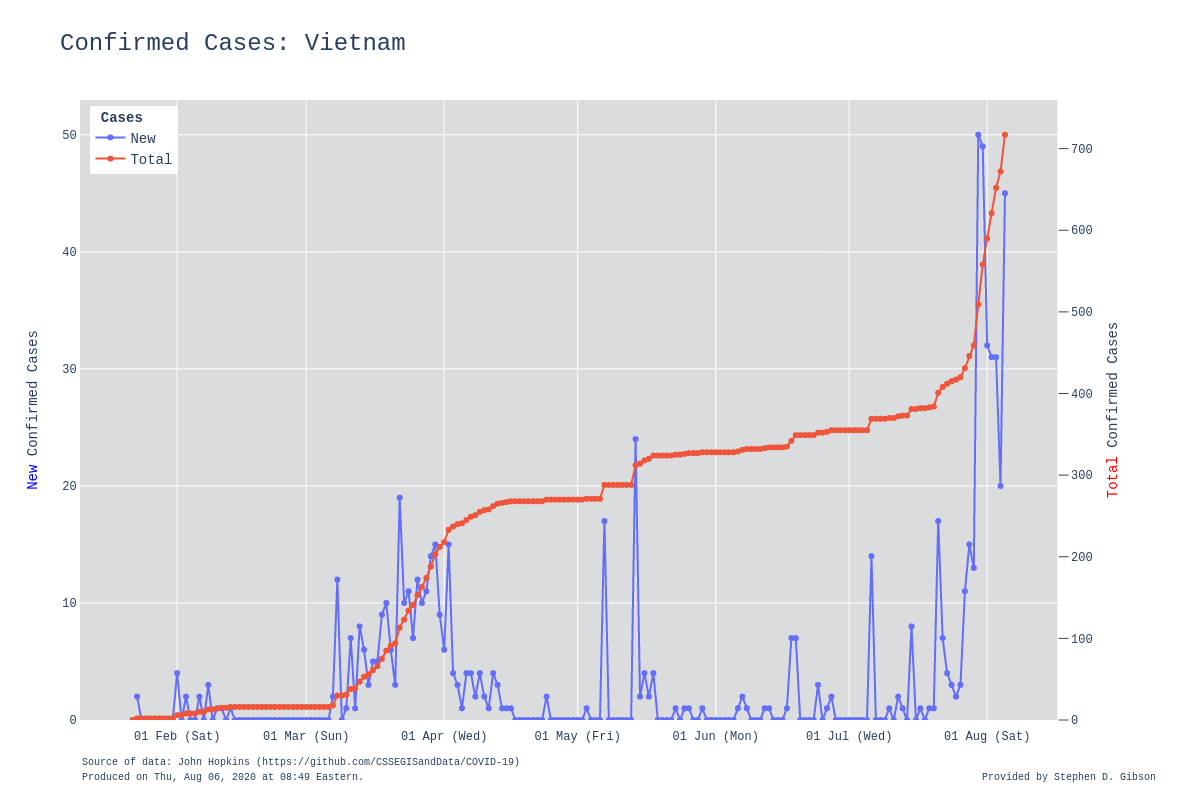 Confirmed Cases: Vietnam
Cases
New
Total
50
40
30
20
10
0
700
600
500
400
300
200
100
0
New Confirmed Cases
Total Confirmed Cases
01 Feb (Sat) 01 Mar (Sun) 01 Apr (Wed) 01 May (Fri) 01 Jun (Mon) 01 Jul (Wed) 01 Aug (Sat)
Source of data: John Hopkins (https://github.com/CSSEGISandData/COVID-19)
Produced on Thu, Aug 06, 2020 at 08:49 Eastern.
Provided by Stephen D. Gibson